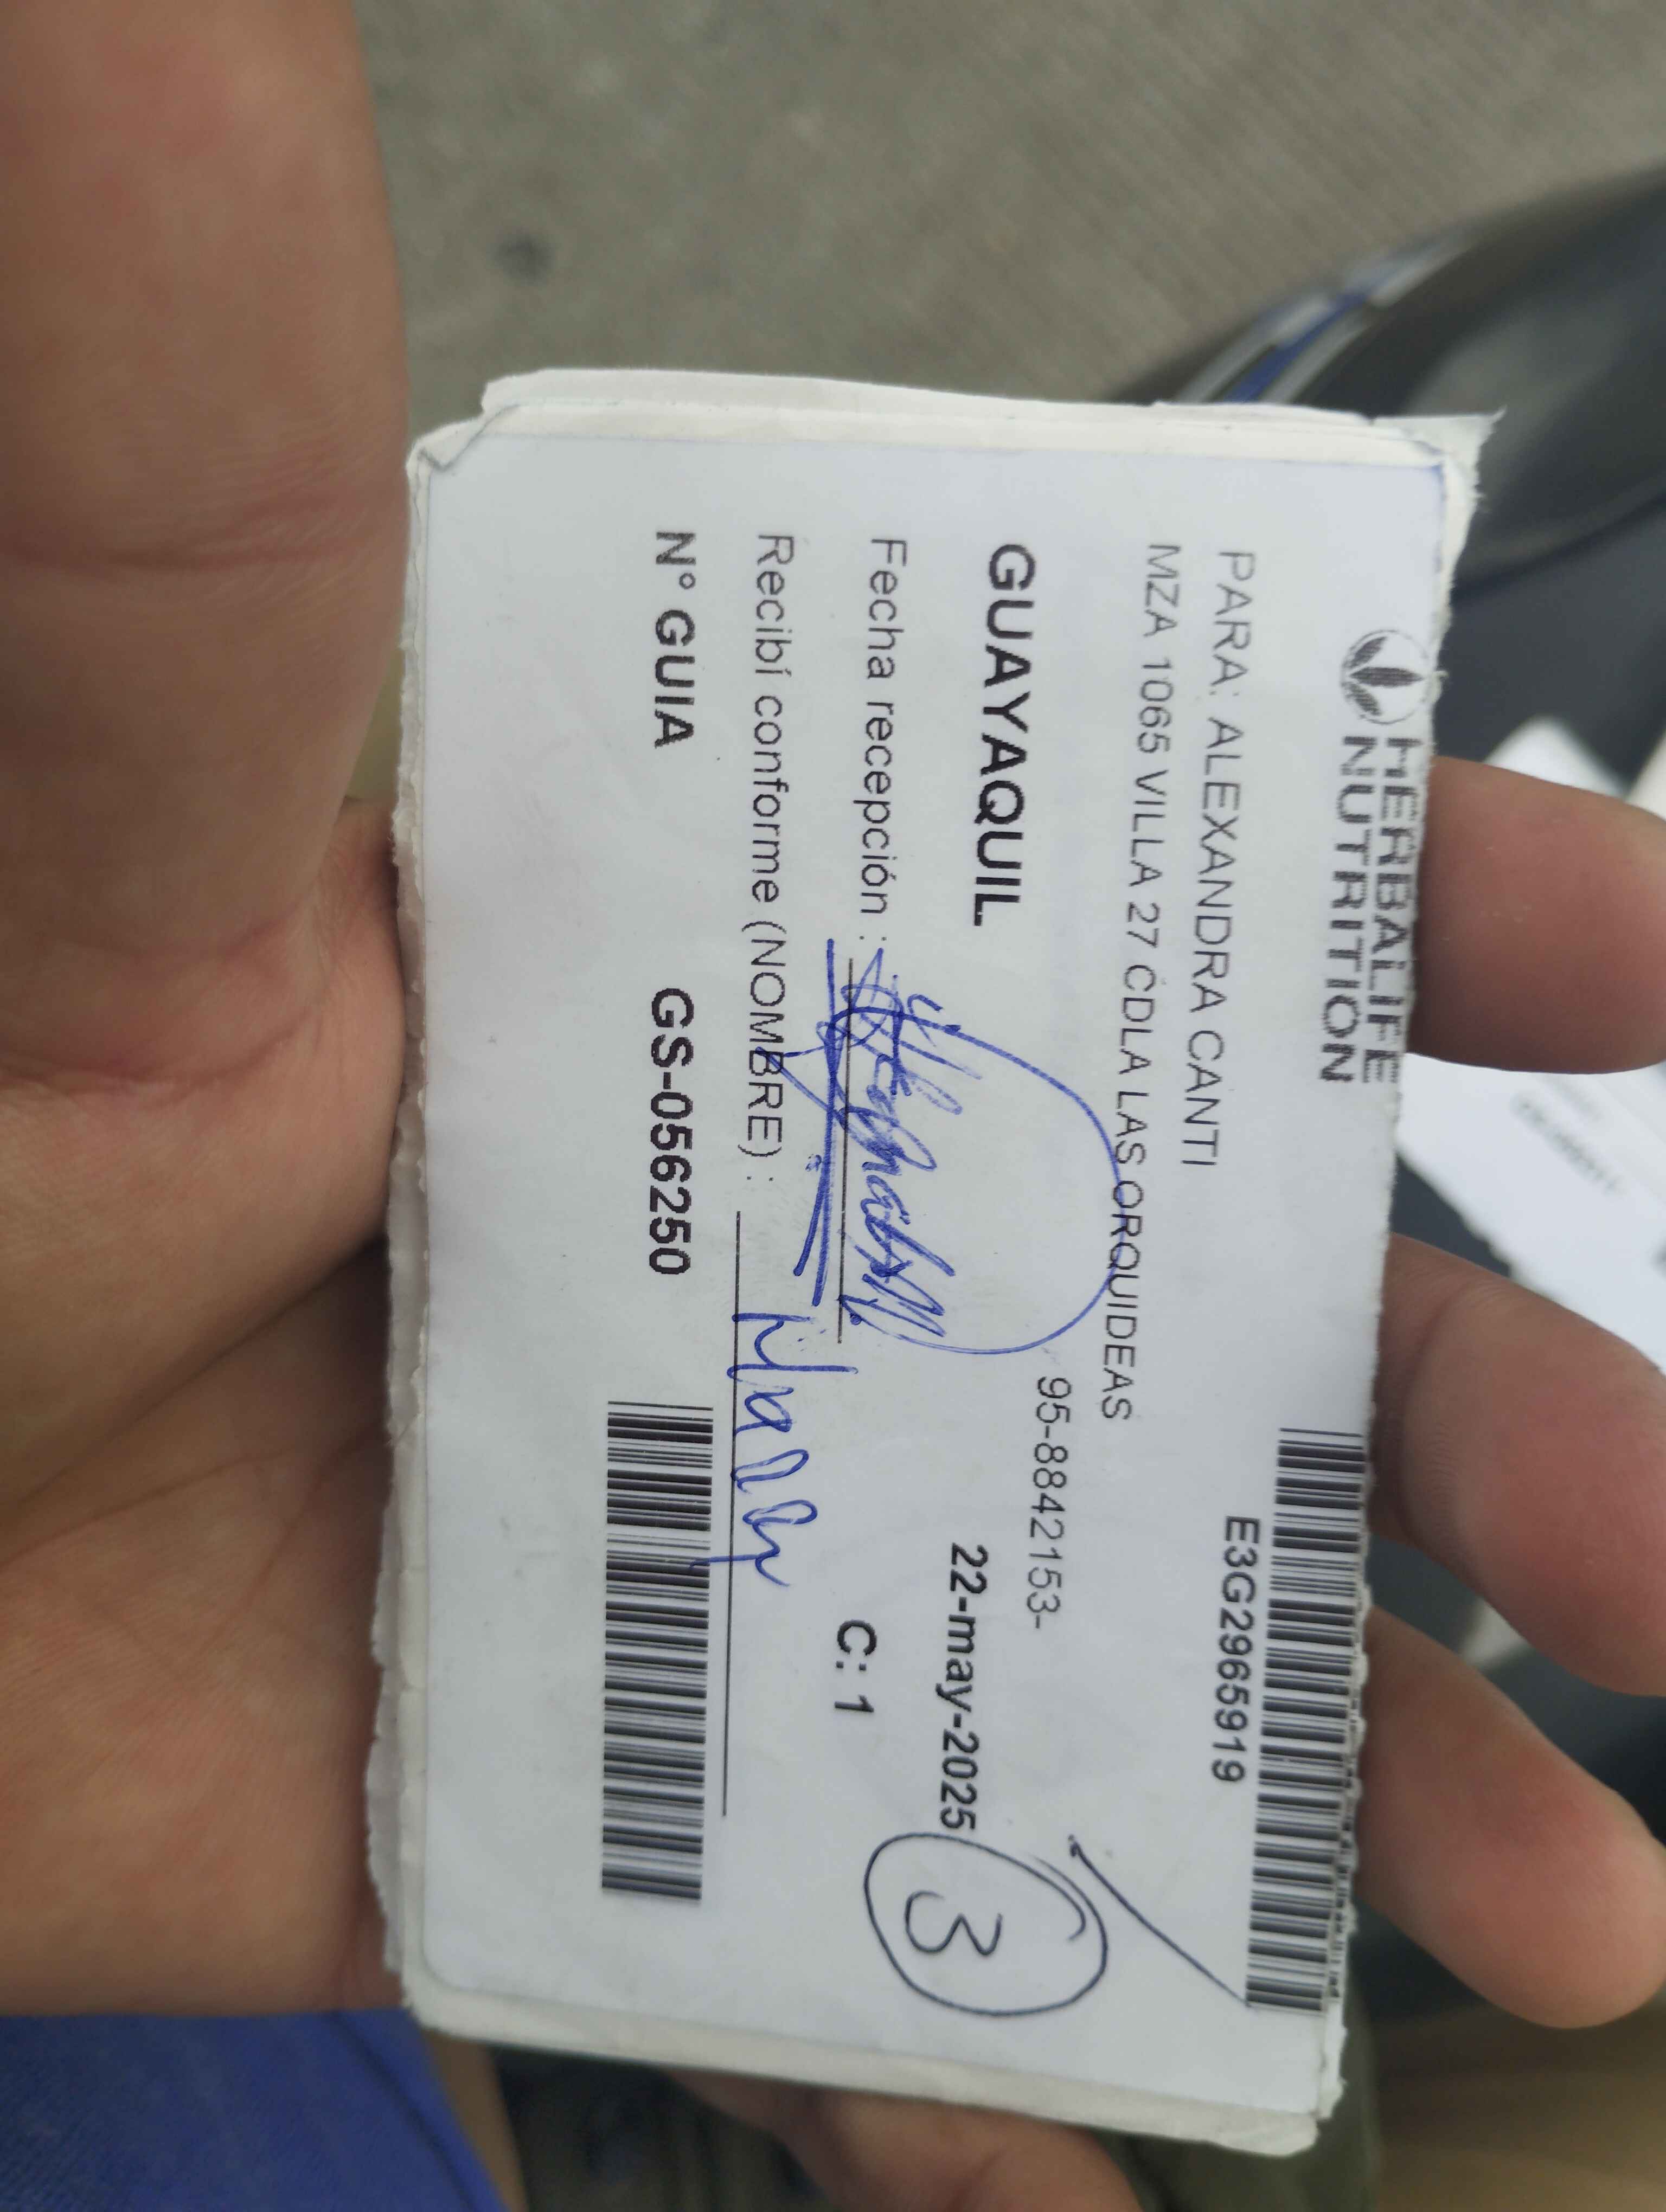 HERBALIFE
NUTRITION
E3G2965919
PARA: ALEXANDRA CANTI
MZA 1065 VILLA 27 CDLA LAS ORQUIDEAS
95-8842153-
GUAYAQUIL
22-may-2025
3
Fecha recepción :
C: 1
Recibí conforme (NOMBRE) :
N° GUIA
GS-056250